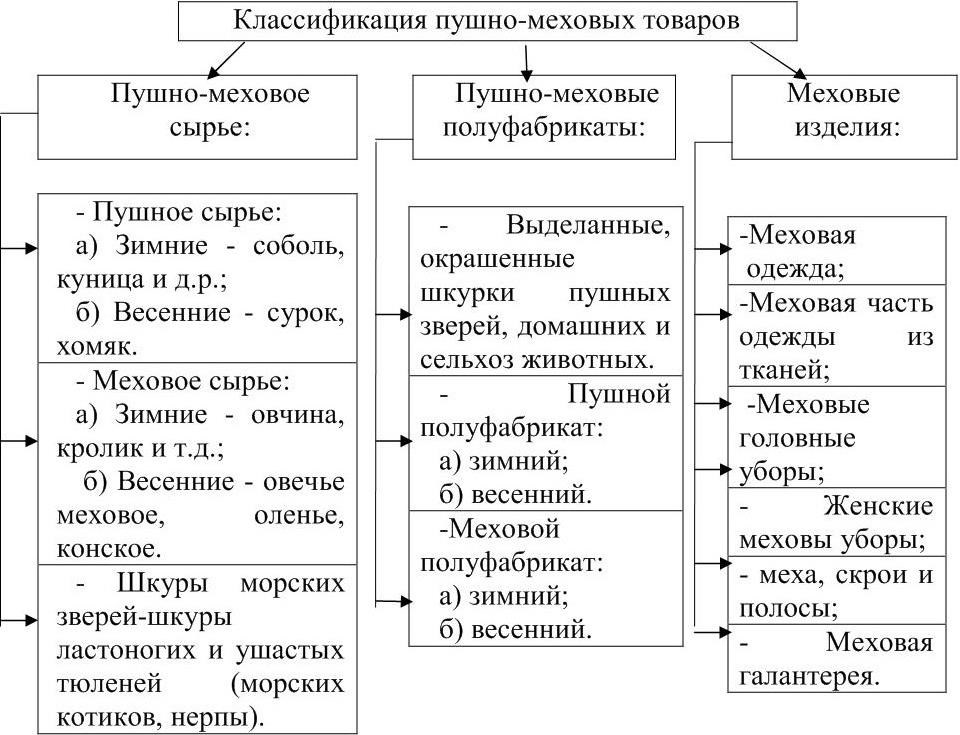 Классификация пушно-меховых товаров
Пушно-меховое
сырье:
- Пушное сырье:
а) Зимние - соболь,
куница и д.р.;
б) Весенние - сурок,
хомяк.
- Меховое сырье:
а) Зимние - овчина,
кролик и т.д.;
б) Весенние - овечье
меховое, оленье,
конское.
- Шкуры морских
зверей-шкуры
ластоногих и ушастых
тюленей (морских
котиков, нерпы).
Пушно-меховые
полуфабрикаты:
- Выделанные,
окрашенные
шкурки пушных
зверей, домашних и
сельхоз животных.
- Пушной
полуфабрикат:
а) зимний;
б) весенний.
-Меховой
полуфабрикат:
а) зимний;
б) весенний.
Меховые
изделия:
-Меховая
одежда;
-Меховая часть
одежды из
тканей;
-Меховые
головные
уборы;
- Женские
меховы уборы;
- меха, скрои и
полосы;
- Меховая
галантерея.